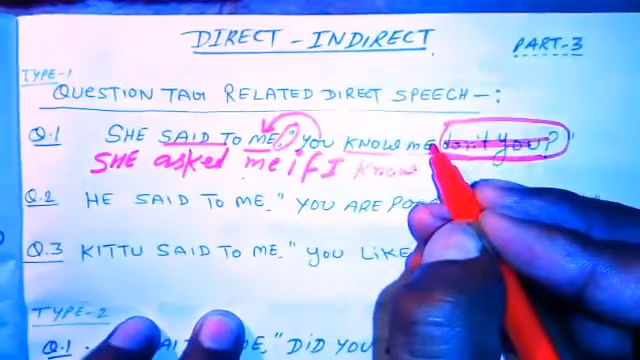 DIRECT - INDIRECT
PART-3
TYPE-1
QUESTION TAG RELATED DIRECT SPEECH -:
Q.1 SHE SAID TO ME, "YOU KNOW ME don't you?"
SHE asked me if I know
Q.2 HE SAID TO ME, "YOU ARE
Q.3 KITTU SAID TO ME, "YOU LIKE
TYPE-2
Q.1 "DID YOU